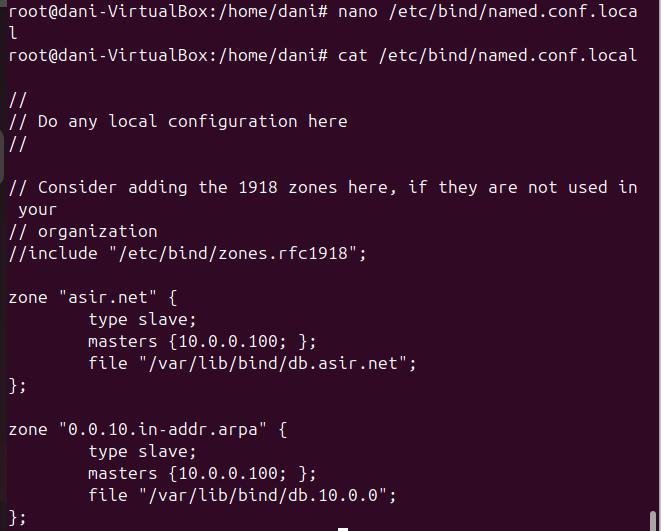 root@dani-VirtualBox:/home/dani# nano /etc/bind/named.conf.loca
l
root@dani-VirtualBox:/home/dani# cat /etc/bind/named.conf.local
//
// Do any local configuration here
//
// Consider adding the 1918 zones here, if they are not used in
 your
// organization
//include "/etc/bind/zones.rfc1918";
zone "asir.net" {
        type slave;
        masters {10.0.0.100; };
        file "/var/lib/bind/db.asir.net";
};
zone "0.0.10.in-addr.arpa" {
        type slave;
        masters {10.0.0.100; };
        file "/var/lib/bind/db.10.0.0";
};